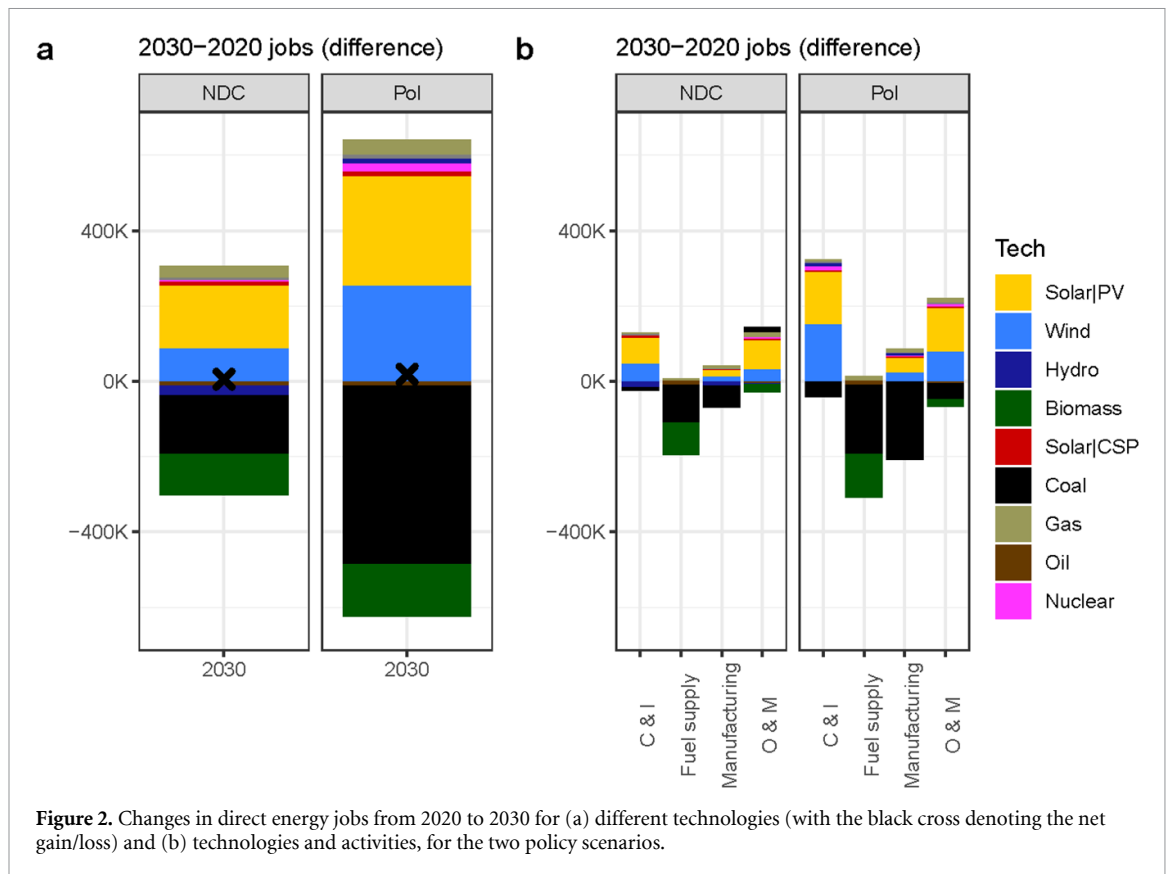 a
2030−2020 jobs (difference)
NDC
Pol
400K
0K
−400K
2030
2030
b
2030−2020 jobs (difference)
NDC
Pol
400K
0K
−400K
C & I
Fuel supply
Manufacturing
O & M
C & I
Fuel supply
Manufacturing
O & M
Tech
Solar|PV
Wind
Hydro
Biomass
Solar|CSP
Coal
Gas
Oil
Nuclear
Figure 2. Changes in direct energy jobs from 2020 to 2030 for (a) different technologies (with the black cross denoting the net
gain/loss) and (b) technologies and activities, for the two policy scenarios.